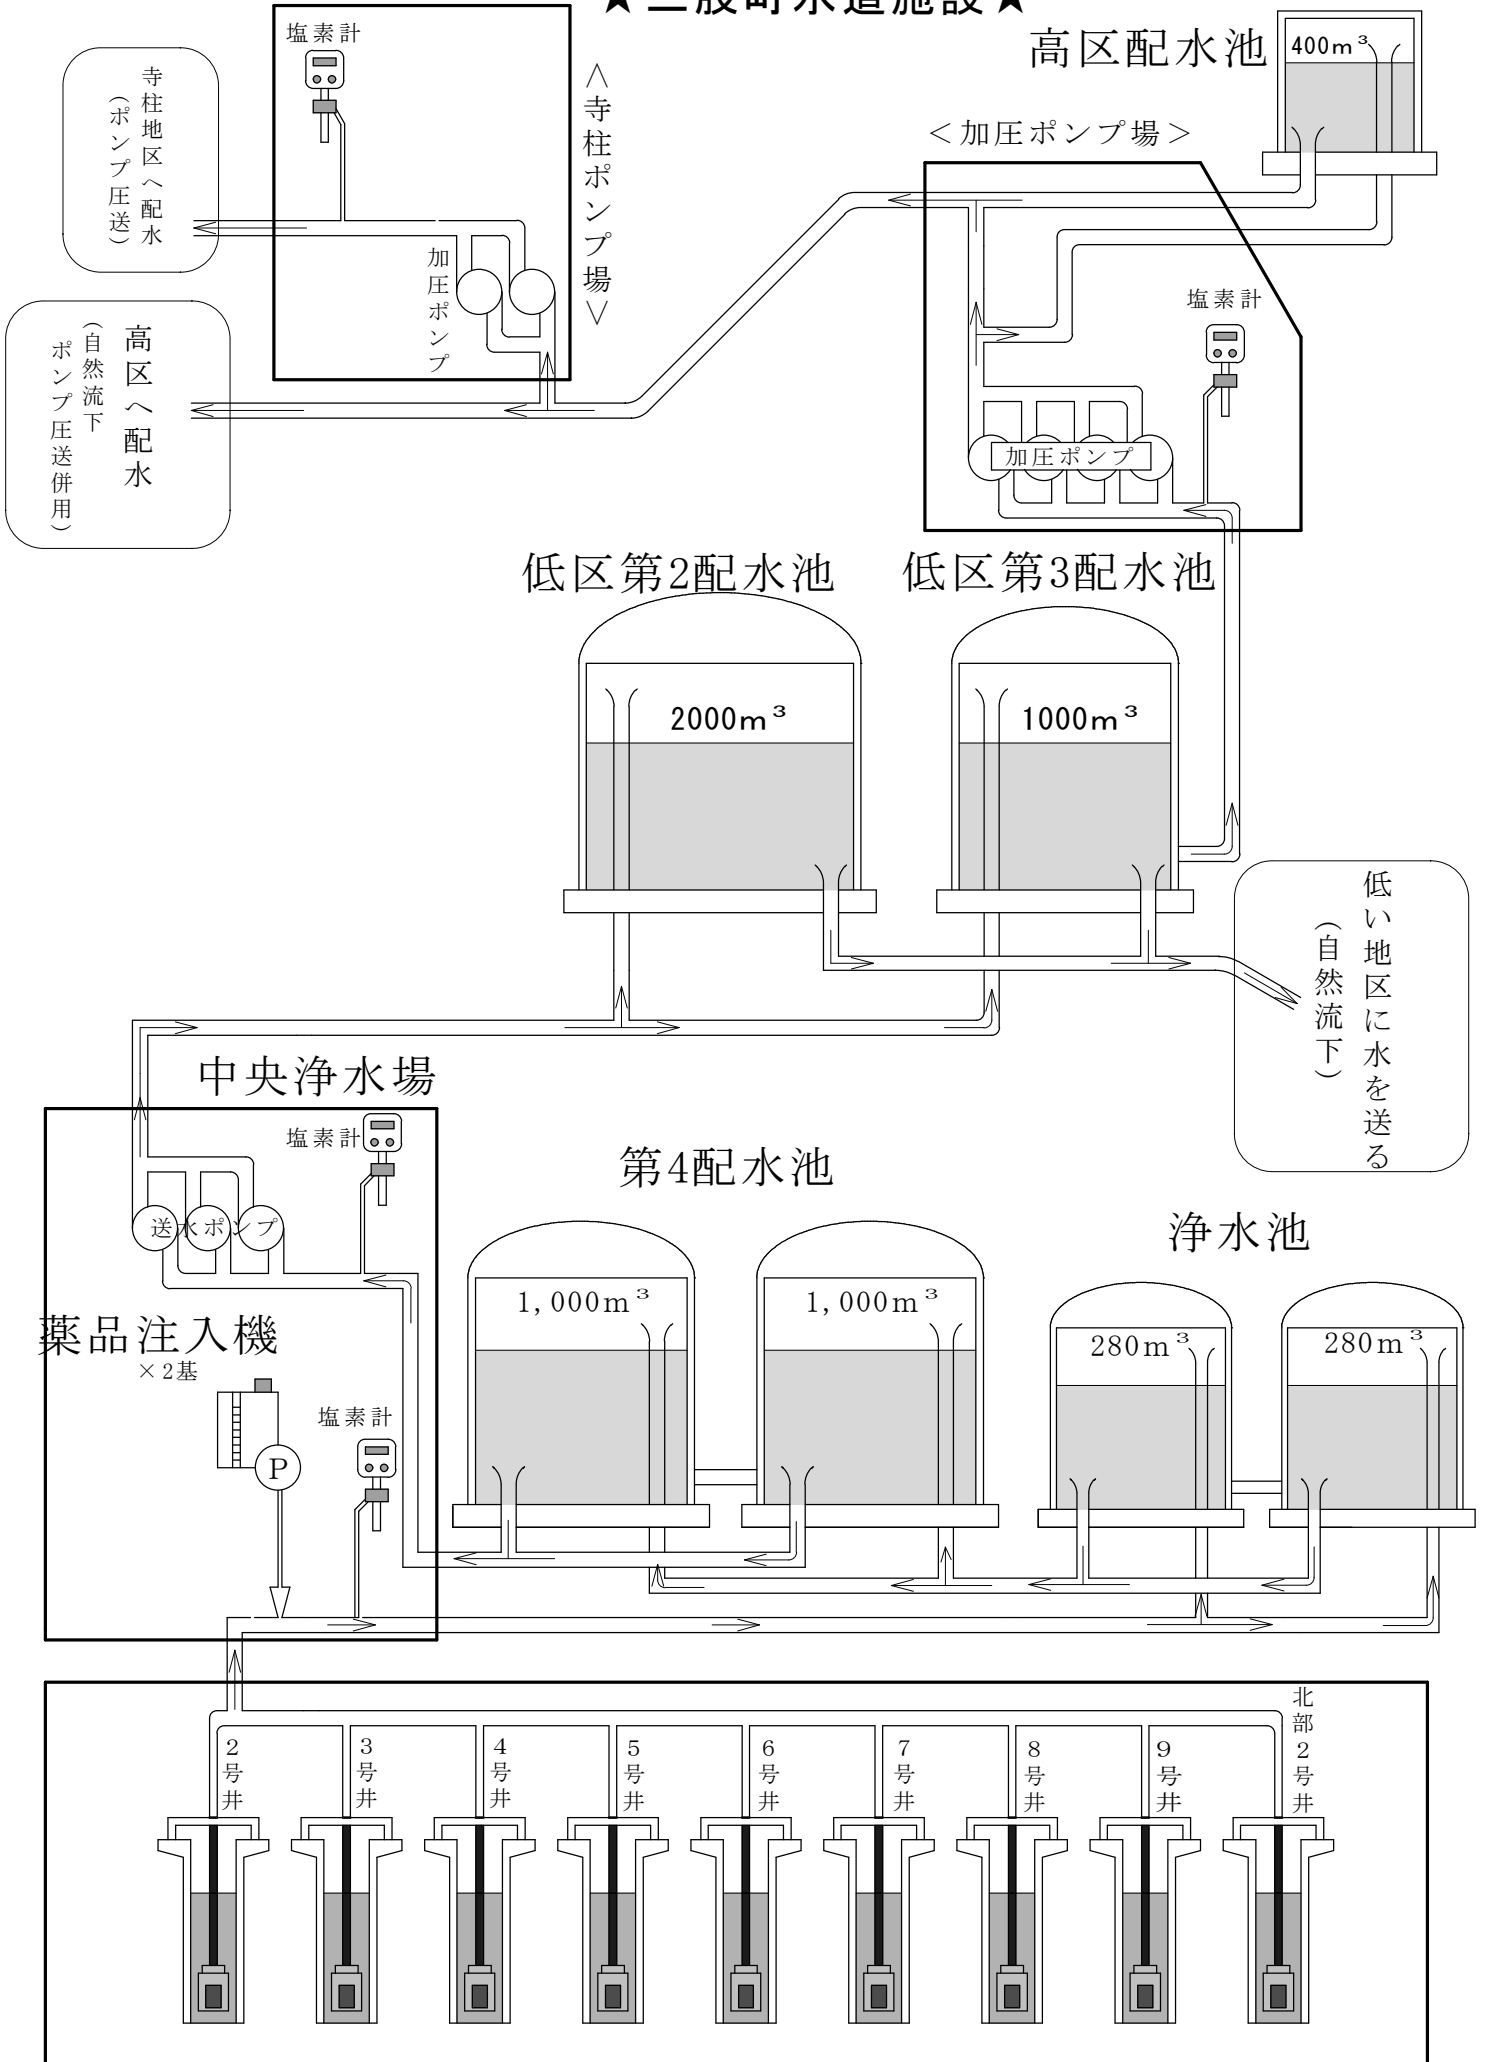 ★三股町水道施設★
塩素計
高区配水池
400m³
寺柱地区へ配水
(ポンプ圧送)
<寺柱ポンプ場>
<加圧ポンプ場>
加圧ポンプ
塩素計
高区へ配水
(自然流下
ポンプ圧送併用)
加圧ポンプ
低区第2配水池
低区第3配水池
2000m³
1000m³
低い地区に水を送る
(自然流下)
中央浄水場
塩素計
第4配水池
送水ポンプ
浄水池
1,000m³
1,000m³
280m³
280m³
薬品注入機
×2基
塩素計
P
2号井
3号井
4号井
5号井
6号井
7号井
8号井
9号井
北部2号井